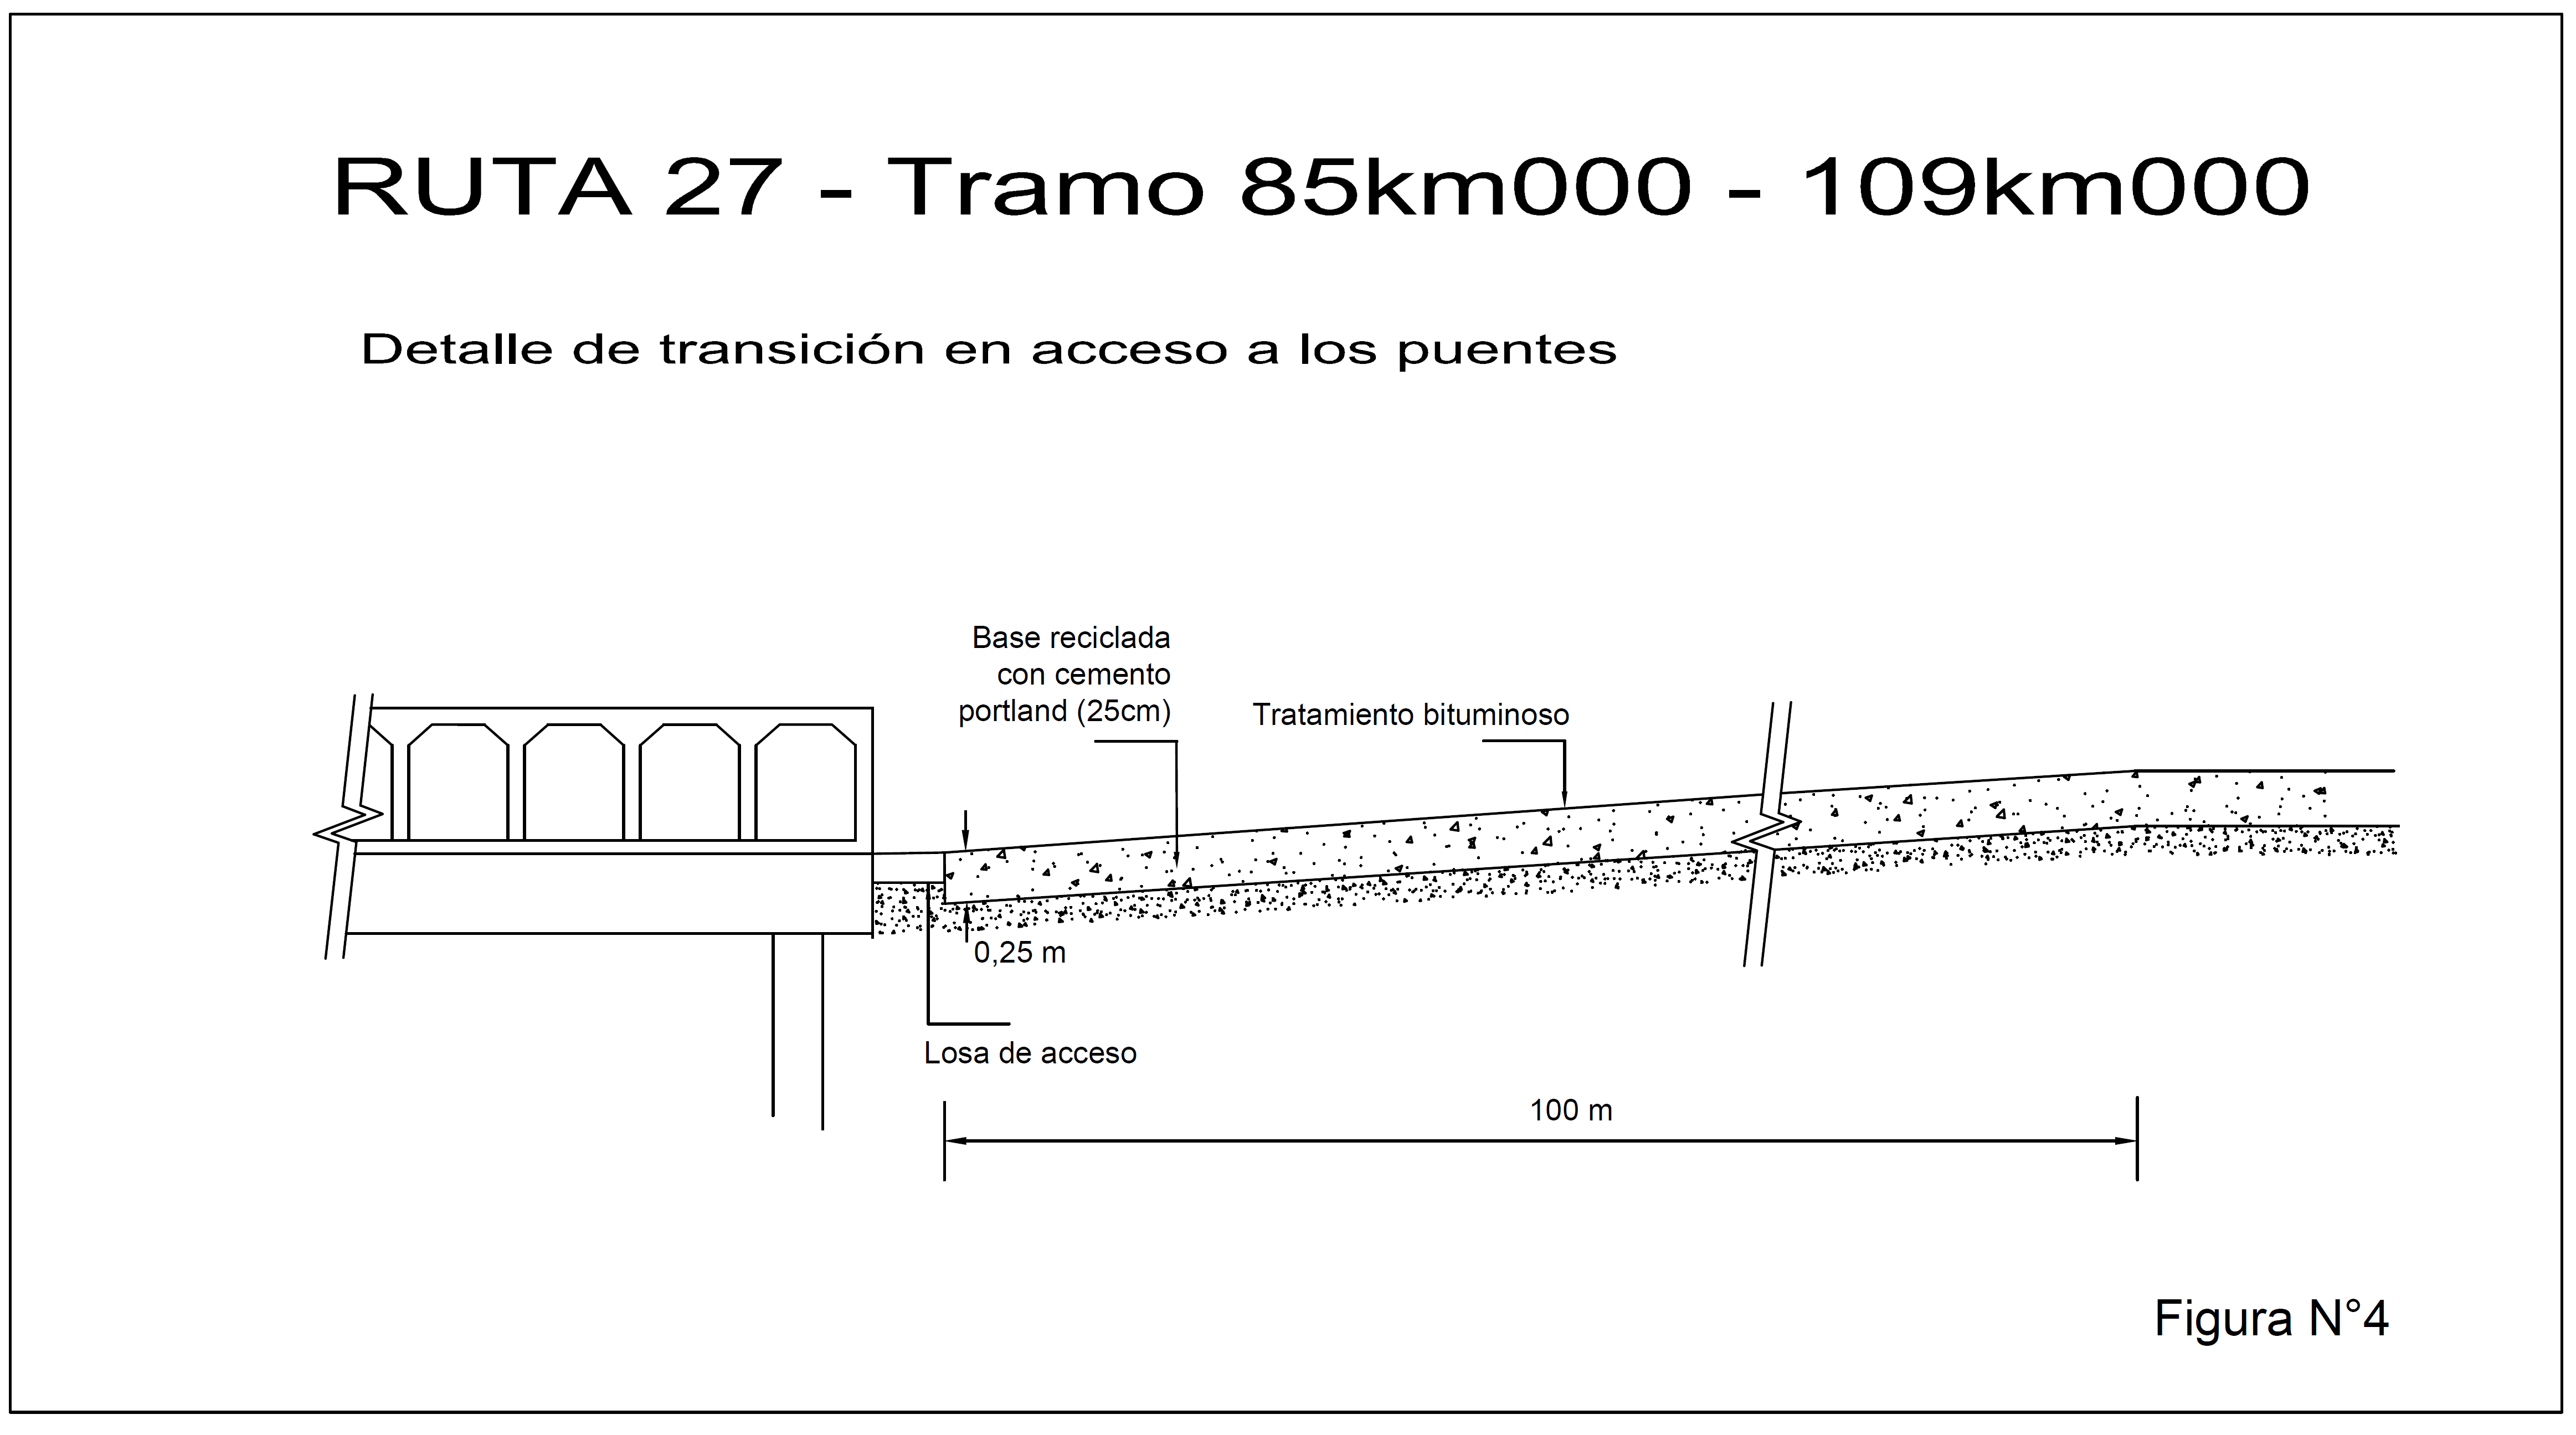 RUTA 27 - Tramo 85km000 - 109km000
Detalle de transición en acceso a los puentes
Base reciclada
con cemento
portland (25cm)
Tratamiento bituminoso
0,25 m
Losa de acceso
100 m
Figura N°4